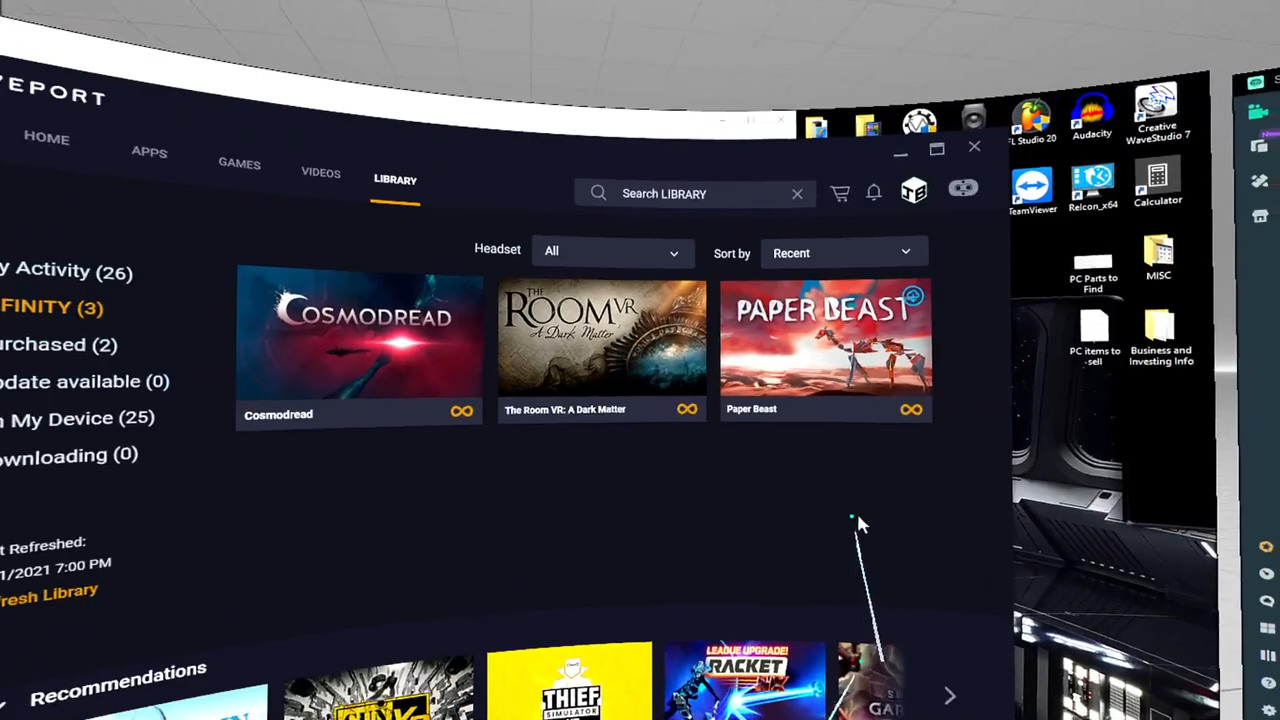 EPORT
HOME
APPS
GAMES
VIDEOS
LIBRARY
Search LIBRARY
Headset
All
Sort by
Recent
y Activity (26)
FINITY (3)
urchased (2)
pdate available (0)
n My Device (25)
ownloading (0)
t Refreshed:
1/2021 7:00 PM
fresh Library
COSMODREAD
Cosmodread
THE
ROOM VR
A Dark Matter
The Room VR: A Dark Matter
PAPER BEAST
Paper Beast
Recommendations
THIEF
SIMULATOR
LEAGUE UPGRADE!
RACKET
FL Studio 20
Audacity
Creative
WaveStudio 7
TeamViewer
Relcon_x64
Calculator
PC Parts to
Find
MISC
PC items to
sell
Business and
Investing Info